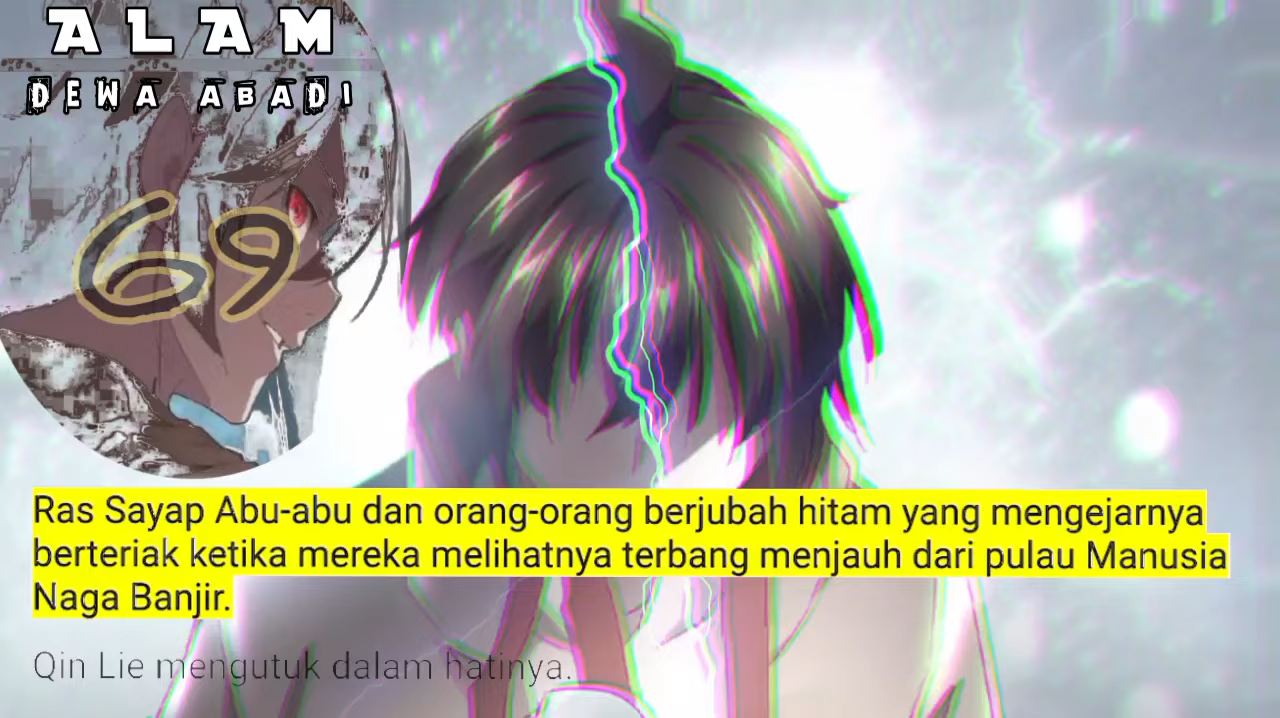 ALAM
DEWA ABADI
69
Ras Sayap Abu-abu dan orang-orang berjubah hitam yang mengejarnya
berteriak ketika mereka melihatnya terbang menjauh dari pulau Manusia
Naga Banjir.
Qin Lie mengutuk dalam hatinya.